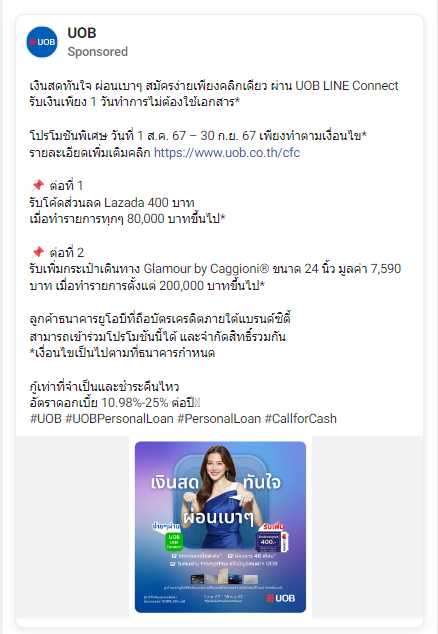 UOB
Sponsored
UOB
เงินสดทันใจ ผ่อนเบาๆ สมัครง่ายเพียงคลิกเดียว ผ่าน UOB LINE Connect
รับเงินเพียง 1 วันทำการไม่ต้องใช้เอกสาร*
โปรโมชันพิเศษ วันที่ 1 ส.ค. 67 – 30 ก.ย. 67 เพียงทำตามเงื่อนไข*
รายละเอียดเพิ่มเติมคลิก https://www.uob.co.th/cfc
📌 ต่อที่ 1
รับโค้ดส่วนลด Lazada 400 บาท
เมื่อทำรายการทุกๆ 80,000 บาทขึ้นไป*
📌 ต่อที่ 2
รับเพิ่มกระเป๋าเดินทาง Glamour by Caggioni® ขนาด 24 นิ้ว มูลค่า 7,590
บาท เมื่อทำรายการตั้งแต่ 200,000 บาทขึ้นไป*
ลูกค้าธนาคารยูโอบีที่ถือบัตรเครดิตภายใต้แบรนด์ซิตี้
สามารถเข้าร่วมโปรโมชันนี้ได้ และจำกัดสิทธิ์รวมกัน
*เงื่อนไขเป็นไปตามที่ธนาคารกำหนด
กู้เท่าที่จำเป็นและชำระคืนไหว
อัตราดอกเบี้ย 10.98%-25% ต่อปี
#UOB #UOBPersonalLoan #PersonalLoan #CallforCash
เงินสด ทันใจ
ผ่อนเบาๆ
ง่ายๆผ่าน
รับเพิ่ม
UOB
LINE
Connect
400.-
UOB